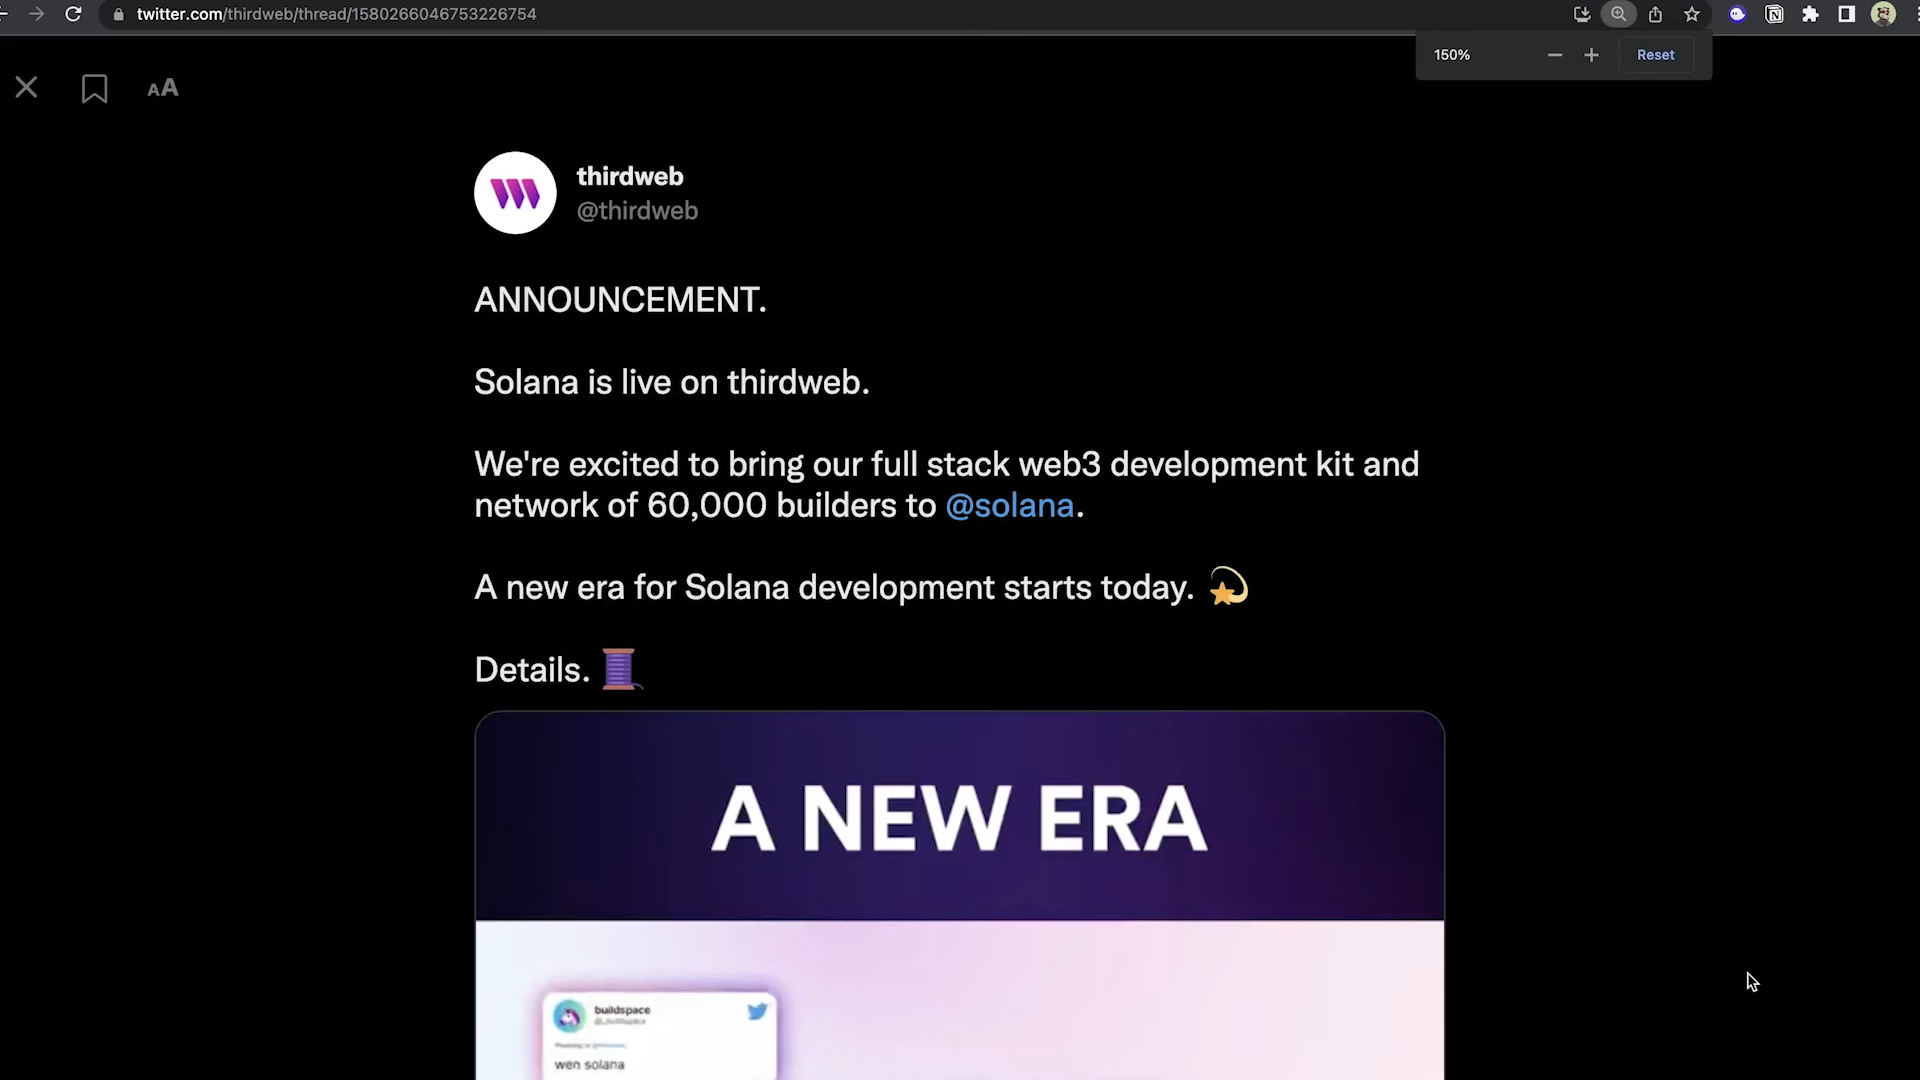 twitter.com/thirdweb/thread/1580266046753226754
150%
Reset
AA
thirdweb
@thirdweb
ANNOUNCEMENT.
Solana is live on thirdweb.
We're excited to bring our full stack web3 development kit and
network of 60,000 builders to @solana.
A new era for Solana development starts today.
Details.
A NEW ERA
buildspace
wen solana